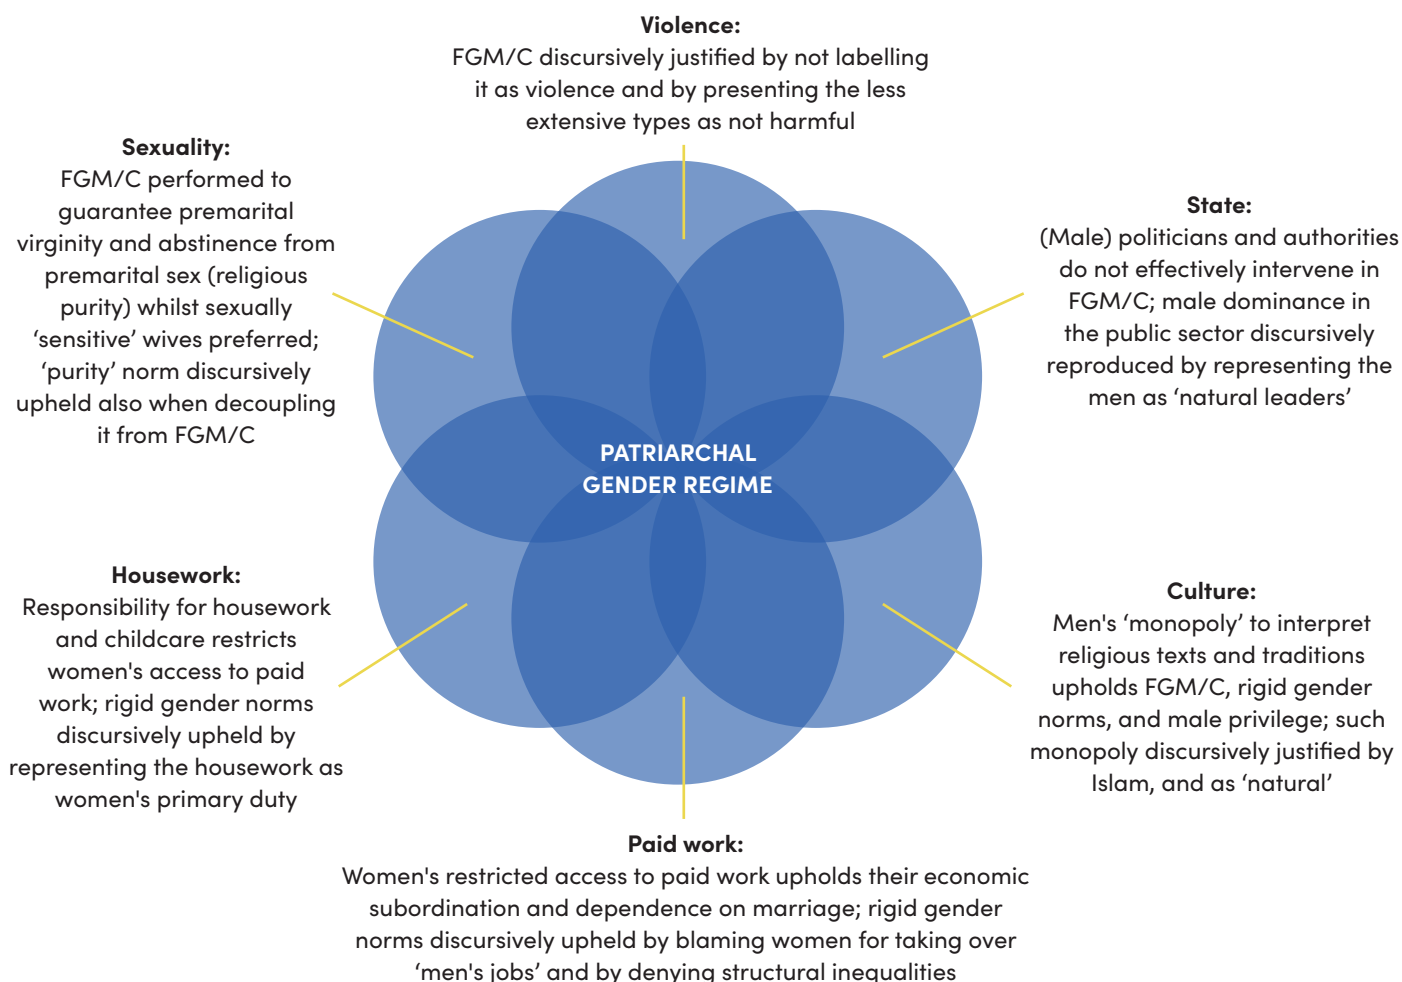 Violence:
FGM/C discursively justified by not labelling
it as violence and by presenting the less
extensive types as not harmful
Sexuality:
FGM/C performed to
guarantee premarital
virginity and abstinence from
premarital sex (religious
purity) whilst sexually
‘sensitive’ wives preferred;
‘purity’ norm discursively
upheld also when decoupling
it from FGM/C
State:
(Male) politicians and authorities
do not effectively intervene in
FGM/C; male dominance in
the public sector discursively
reproduced by representing the
men as ‘natural leaders’
PATRIARCHAL
GENDER REGIME
Housework:
Responsibility for housework
and childcare restricts
women's access to paid
work; rigid gender norms
discursively upheld by
representing the housework as
women's primary duty
Culture:
Men's ‘monopoly’ to interpret
religious texts and traditions
upholds FGM/C, rigid gender
norms, and male privilege; such
monopoly discursively justified by
Islam, and as ‘natural’
Paid work:
Women's restricted access to paid work upholds their economic
subordination and dependence on marriage; rigid gender
norms discursively upheld by blaming women for taking over
‘men's jobs’ and by denying structural inequalities